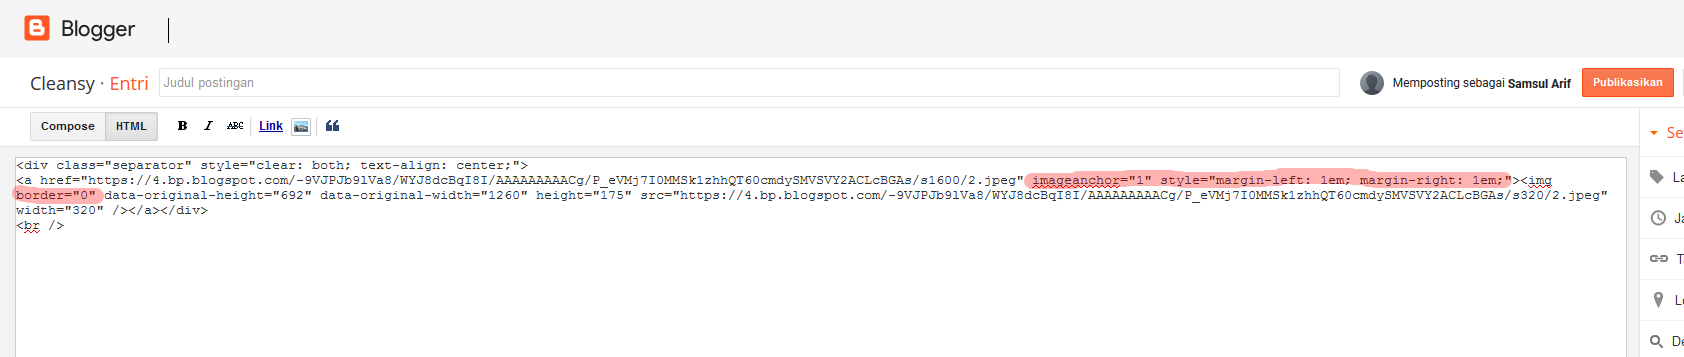 Blogger
Cleansy · Entri
Judul postingan
Memposting sebagai Samsul Arif
Publikasikan
Compose
HTML
B
I
ABC
Link
<div class="separator" style="clear: both; text-align: center;">
<a href="https://4.bp.blogspot.com/-9VJPJb9lVa8/WYJ8dcBqI8I/AAAAAAAAACg/P_eVMj7I0MMSk1zhhQT60cmdySMVSVY2ACLcBGAs/s1600/2.jpeg" imageanchor="1" style="margin-left: 1em; margin-right: 1em;"><img
border="0" data-original-height="692" data-original-width="1260" height="175" src="https://4.bp.blogspot.com/-9VJPJb9lVa8/WYJ8dcBqI8I/AAAAAAAAACg/P_eVMj7I0MMSk1zhhQT60cmdySMVSVY2ACLcBGAs/s320/2.jpeg"
width="320" /></a></div>
<br />
Se
La
Ja
T
Lo
De